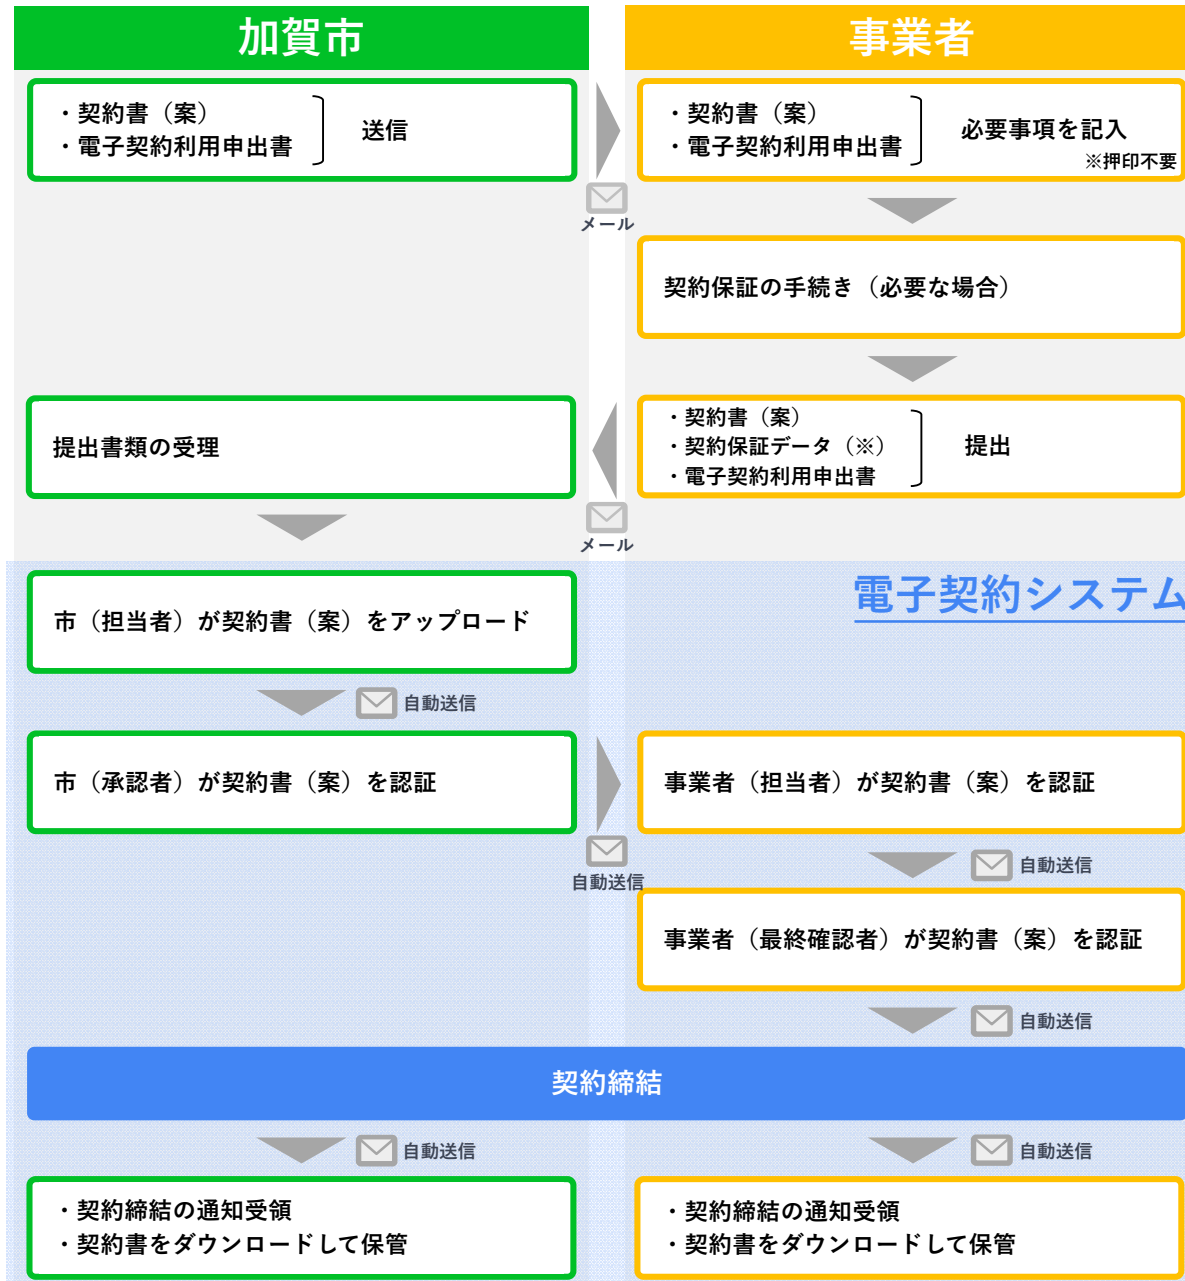 加賀市
事業者
・契約書（案）
・電子契約利用申出書
送信
・契約書（案）
・電子契約利用申出書
必要事項を記入
※押印不要
メール
契約保証の手続き（必要な場合）
提出書類の受理
・契約書（案）
・契約保証データ（※）
・電子契約利用申出書
提出
メール
電子契約システム
市（担当者）が契約書（案）をアップロード
自動送信
市（承認者）が契約書（案）を認証
事業者（担当者）が契約書（案）を認証
自動送信
自動送信
事業者（最終確認者）が契約書（案）を認証
自動送信
契約締結
自動送信
自動送信
・契約締結の通知受領
・契約書をダウンロードして保管
・契約締結の通知受領
・契約書をダウンロードして保管